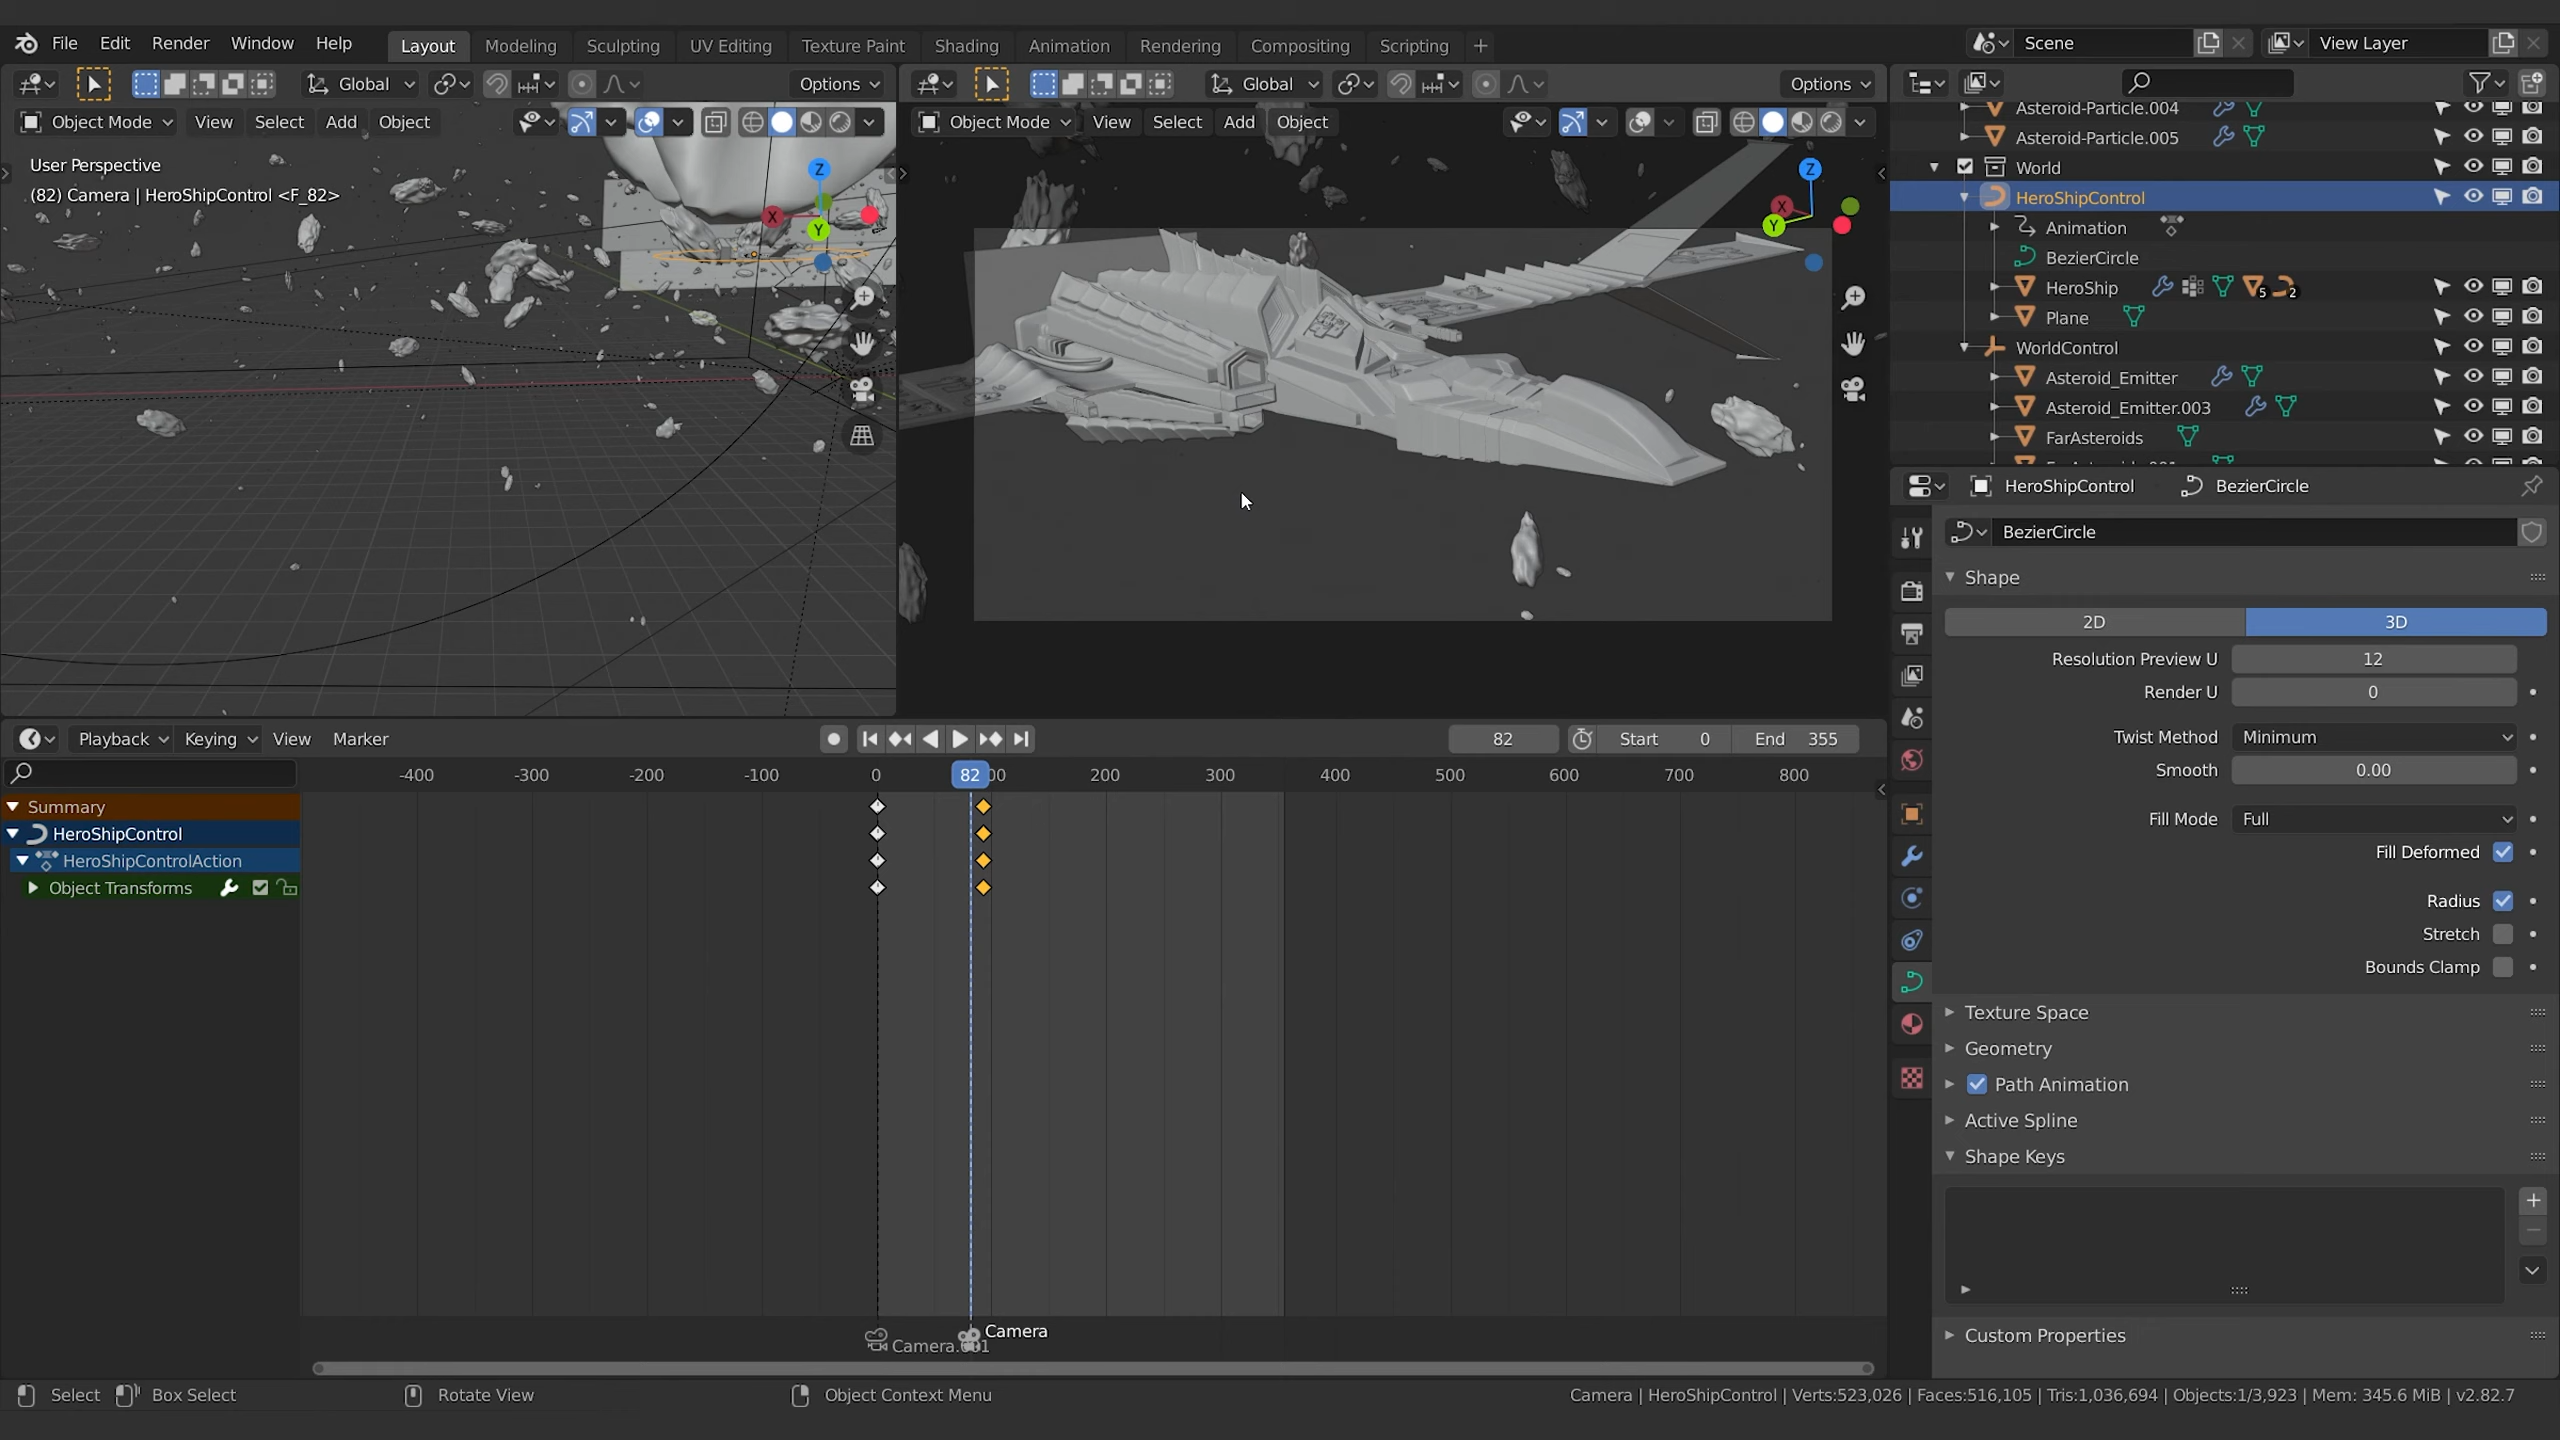 File Edit Render Window Help Layout Modeling Sculpting UV Editing Texture Paint Shading Animation Rendering Compositing Scripting + Scene View Layer
Global Options Global Options
Object Mode View Select Add Object Object Mode View Select Add Object
User Perspective
(82) Camera | HeroShipControl <F_82>
Z
X
Y
Z
X
Y
Asteroid-Particle.004
Asteroid-Particle.005
World
HeroShipControl
Animation
BezierCircle
HeroShip 5 2
Plane
WorldControl
Asteroid_Emitter
Asteroid_Emitter.003
FarAsteroids
HeroShipControl BezierCircle
BezierCircle
Shape
2D 3D
Resolution Preview U 12
Render U 0
Twist Method Minimum
Smooth 0.00
Fill Mode Full
Fill Deformed
Radius
Stretch
Bounds Clamp
Texture Space
Geometry
Path Animation
Active Spline
Shape Keys
Custom Properties
Playback Keying View Marker 82 Start 0 End 355
-400 -300 -200 -100 0 82 200 300 400 500 600 700 800
Summary
HeroShipControl
HeroShipControlAction
Object Transforms
Camera
Select Box Select Rotate View Object Context Menu Camera | HeroShipControl | Verts:523,026 | Faces:516,105 | Tris:1,036,694 | Objects:1/3,923 | Mem: 345.6 MiB | v2.82.7